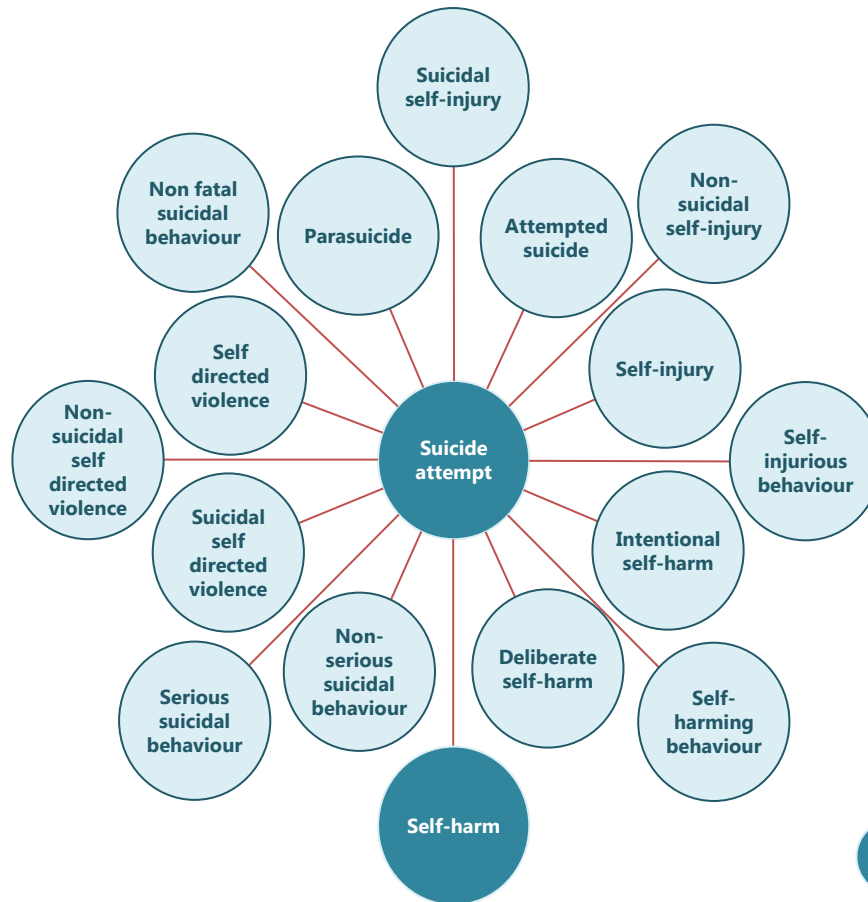 Suicidal
self-injury
Non fatal
suicidal
behaviour
Parasuicide
Attempted
suicide
Non-
suicidal
self-injury
Self
directed
violence
Self-injury
Non-
suicidal
self
directed
violence
Suicide
attempt
Self-
injurious
behaviour
Suicidal
self
directed
violence
Intentional
self-harm
Serious
suicidal
behaviour
Non-
serious
suicidal
behaviour
Deliberate
self-harm
Self-
harming
behaviour
Self-harm